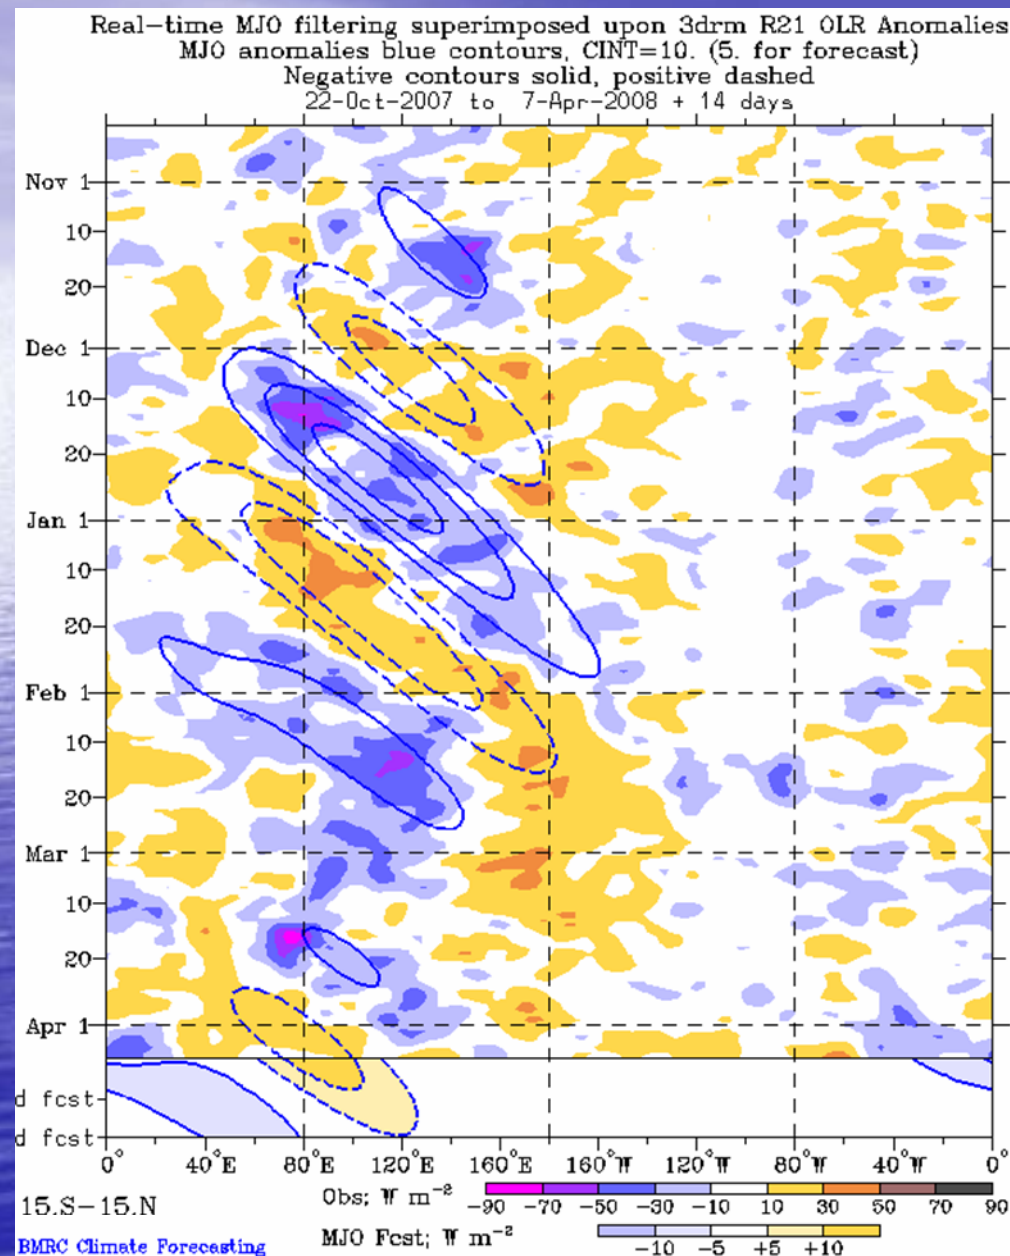 Real-time MJO filtering superimposed upon 3drm R21 OLR Anomalies
MJO anomalies blue contours, CINT=10. (5. for forecast)
Negative contours solid, positive dashed
22-Oct-2007 to 7-Apr-2008 + 14 days
Nov 1
10
20
Dec 1
10
20
Jan 1
10
20
Feb 1
10
20
Mar 1
10
20
Apr 1
d fcst
d fcst
0° 40°E 80°E 120°E 160°E 160°W 120°W 80°W 40°W 0°
15.S-15.N
Obs; W m⁻²
-90 -70 -50 -30 -10 10 30 50 70 90
MJO Fcst; W m⁻²
-10 -5 +5 +10
BMRC Climate Forecasting